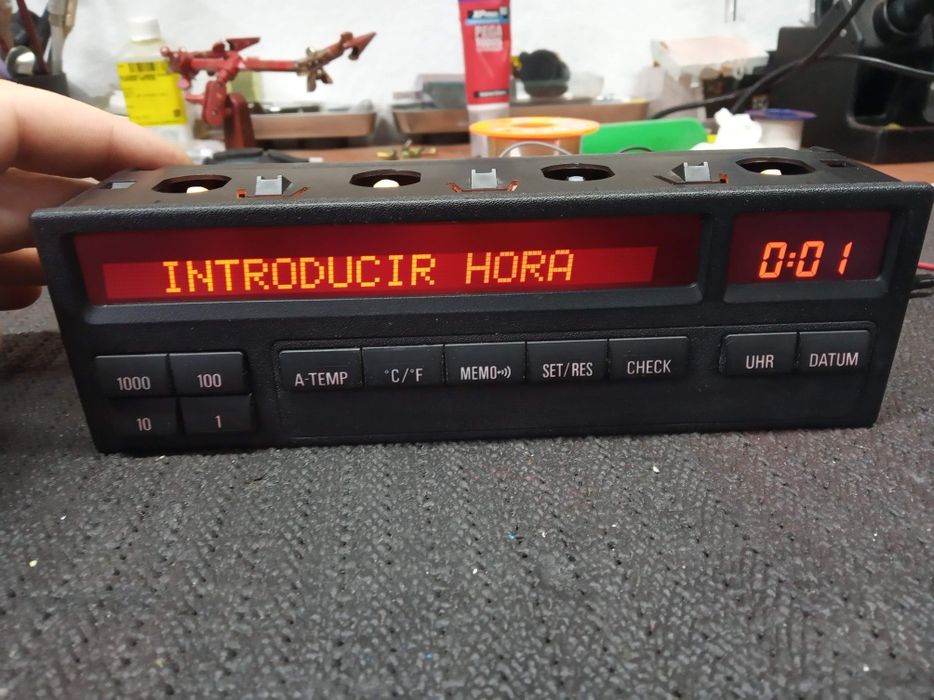 INTRODUCIR HORA
0:01
1000 100
A-TEMP °C/°F MEMO SET/RES CHECK
UHR DATUM
10 1